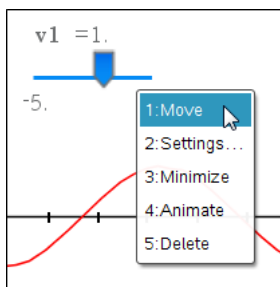 v1 =1.
-5.
1:Move
2:Settings...
3:Minimize
4:Animate
5:Delete